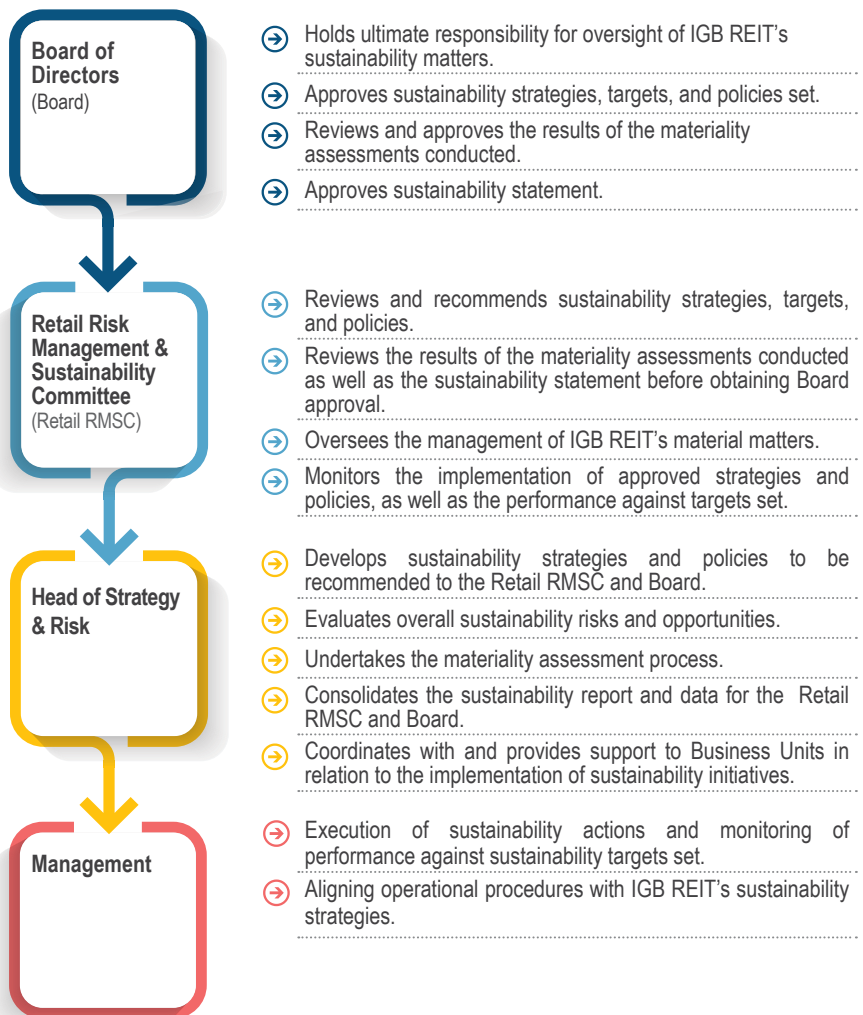 Board of
Directors
(Board)
Holds ultimate responsibility for oversight of IGB REIT's
sustainability matters.
Approves sustainability strategies, targets, and policies set.
Reviews and approves the results of the materiality
assessments conducted.
Approves sustainability statement.
Retail Risk
Management &
Sustainability
Committee
(Retail RMSC)
Reviews and recommends sustainability strategies, targets,
and policies.
Reviews the results of the materiality assessments conducted
as well as the sustainability statement before obtaining Board
approval.
Oversees the management of IGB REIT's material matters.
Monitors the implementation of approved strategies and
policies, as well as the performance against targets set.
Head of Strategy
& Risk
Develops sustainability strategies and policies to be
recommended to the Retail RMSC and Board.
Evaluates overall sustainability risks and opportunities.
Undertakes the materiality assessment process.
Consolidates the sustainability report and data for the Retail
RMSC and Board.
Coordinates with and provides support to Business Units in
relation to the implementation of sustainability initiatives.
Management
Execution of sustainability actions and monitoring of
performance against sustainability targets set.
Aligning operational procedures with IGB REIT's sustainability
strategies.